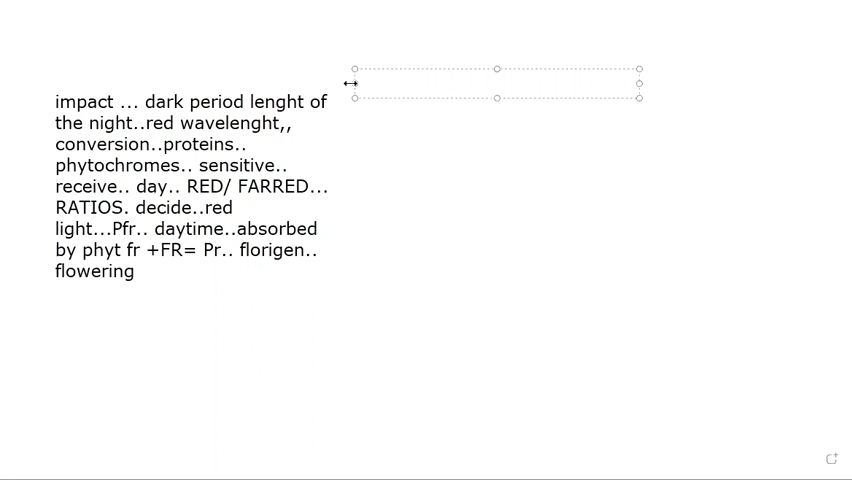 impact ... dark period lenght of
the night..red wavelenght,,
conversion..proteins..
phytochromes.. sensitive..
receive.. day.. RED/ FARRED...
RATIOS. decide..red
light...Pfr.. daytime..absorbed
by phyt fr +FR= Pr.. florigen..
flowering